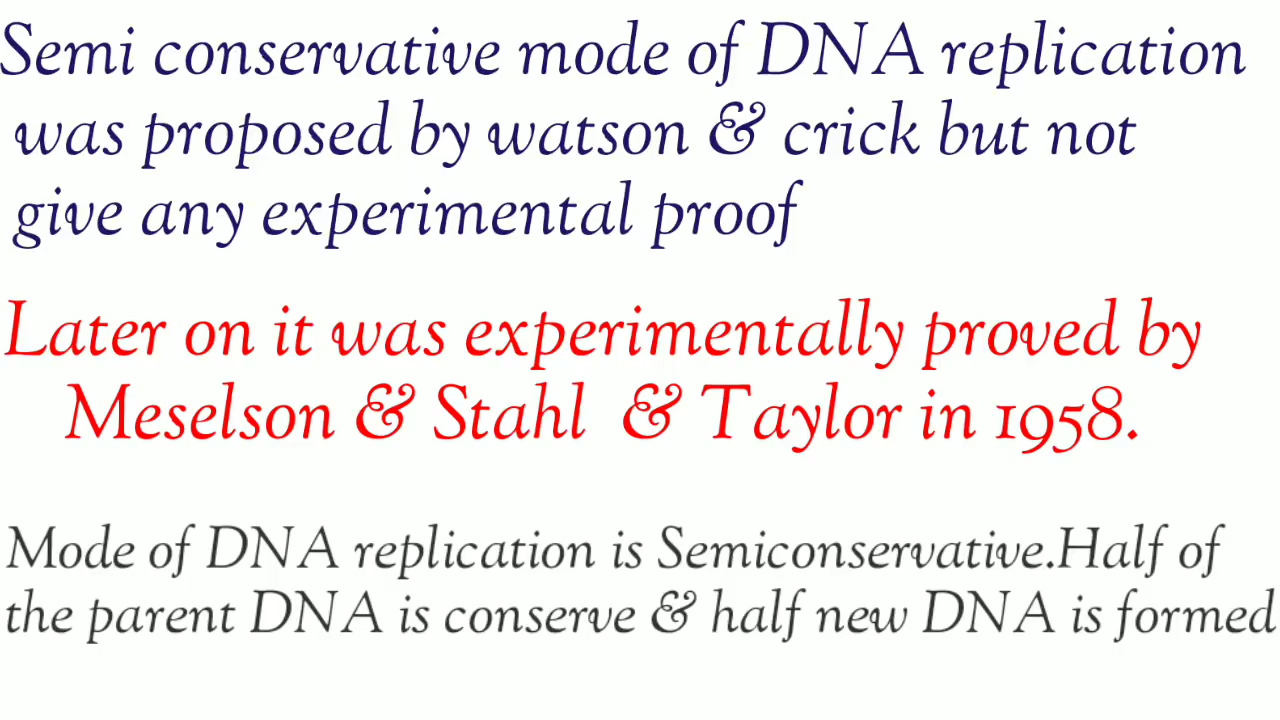 Semi conservative mode of DNA replication
was proposed by watson & crick but not
give any experimental proof
Later on it was experimentally proved by
Meselson & Stahl & Taylor in 1958.
Mode of DNA replication is Semiconservative.Half of
the parent DNA is conserve & half new DNA is formed